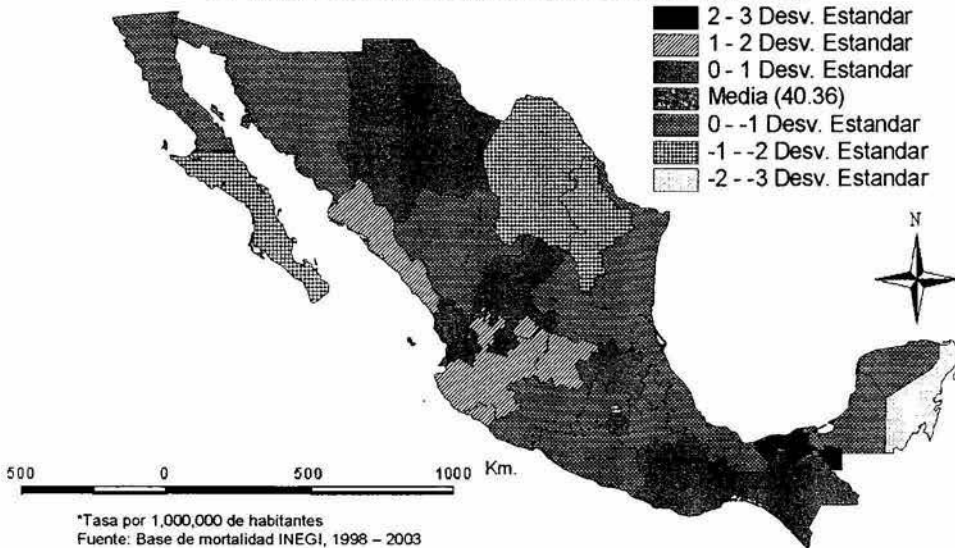 2 - 3 Desv. Estandar
1 - 2 Desv. Estandar
0 - 1 Desv. Estandar
Media (40.36)
0 - -1 Desv. Estandar
-1 - -2 Desv. Estandar
-2 - -3 Desv. Estandar
N
500 0 500 1000 Km.
*Tasa por 1,000,000 de habitantes
Fuente: Base de mortalidad INEGI, 1998 – 2003